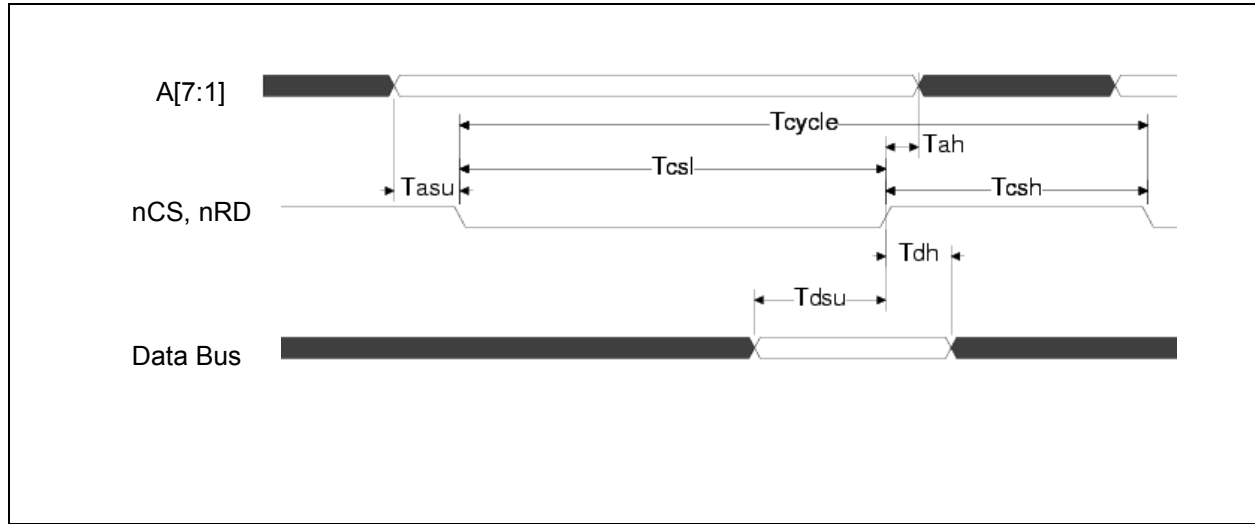 A[7:1]
Tcycle
Tah
Tcsl
Tasu
Tcsh
nCS, nRD
Tdh
Tdsu
Data Bus